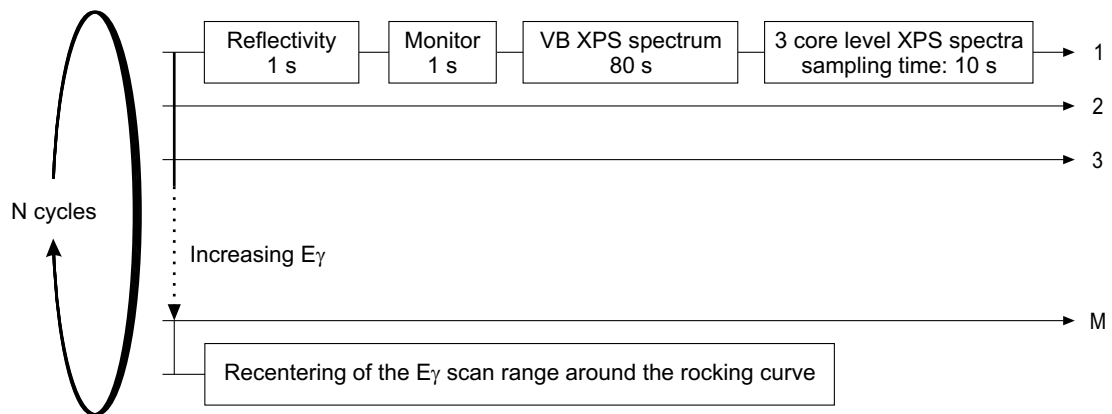 Reflectivity
1 s
Monitor
1 s
VB XPS spectrum
80 s
3 core level XPS spectra
sampling time: 10 s
1
2
3
N cycles
Increasing Eγ
M
Recentering of the Eγ scan range around the rocking curve